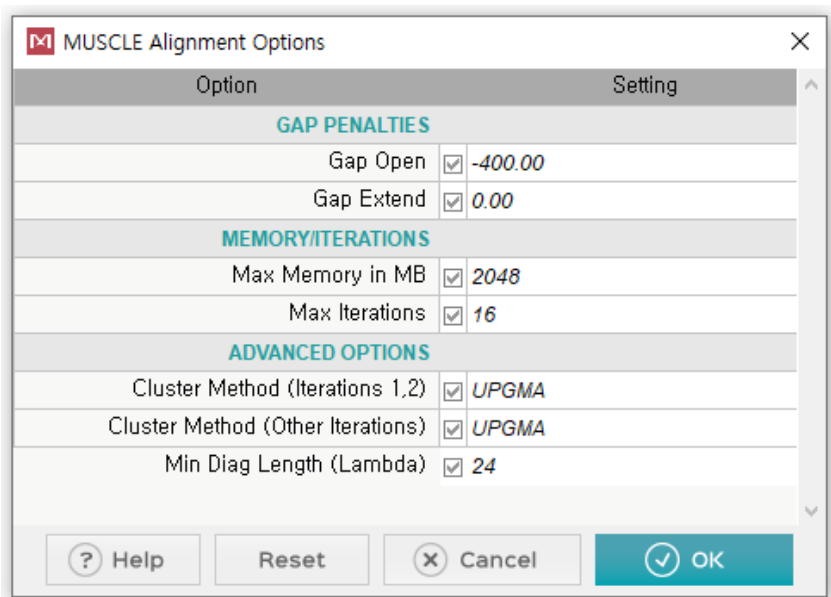 MUSCLE Alignment Options
Option Setting
GAP PENALTIES
Gap Open -400.00
Gap Extend 0.00
MEMORY/ITERATIONS
Max Memory in MB 2048
Max Iterations 16
ADVANCED OPTIONS
Cluster Method (Iterations 1,2) UPGMA
Cluster Method (Other Iterations) UPGMA
Min Diag Length (Lambda) 24
? Help Reset Cancel OK